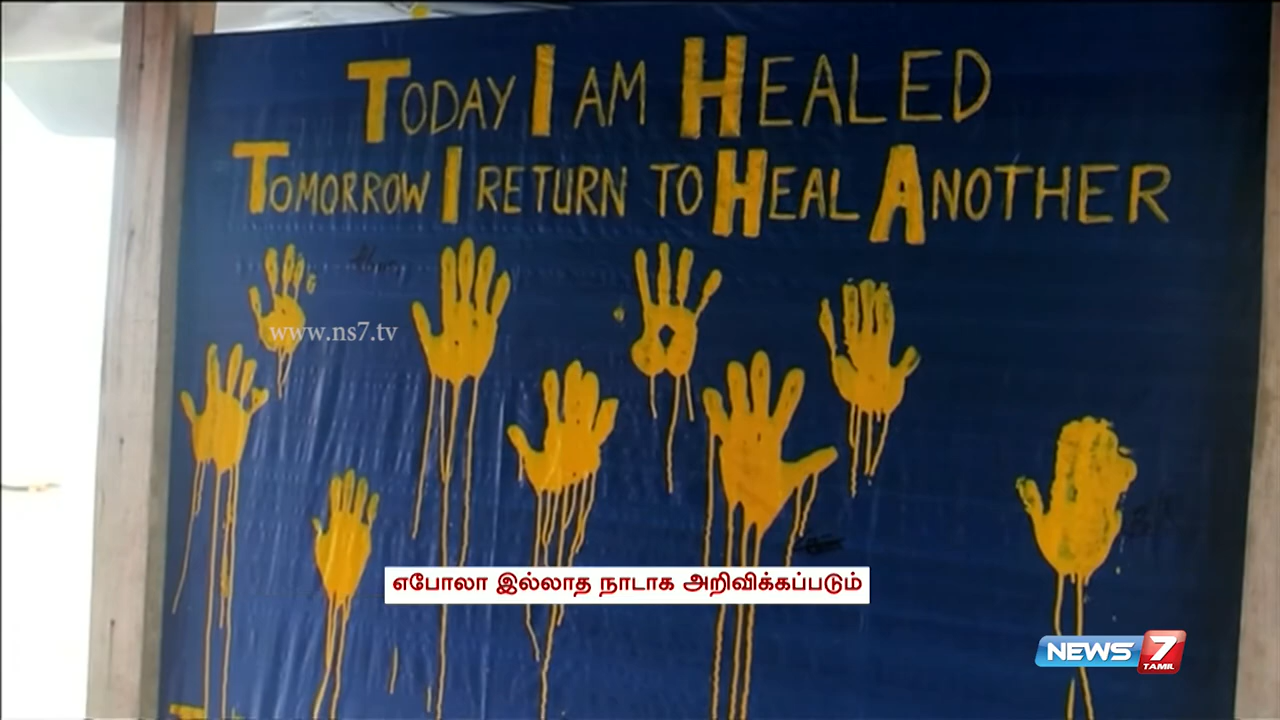 TODAY I AM HEALED
TOMORROW I RETURN TO HEAL ANOTHER
www.ns7.tv
எபோலா இல்லாத நாடாக அறிவிக்கப்படும்
NEWS 7
TAMIL